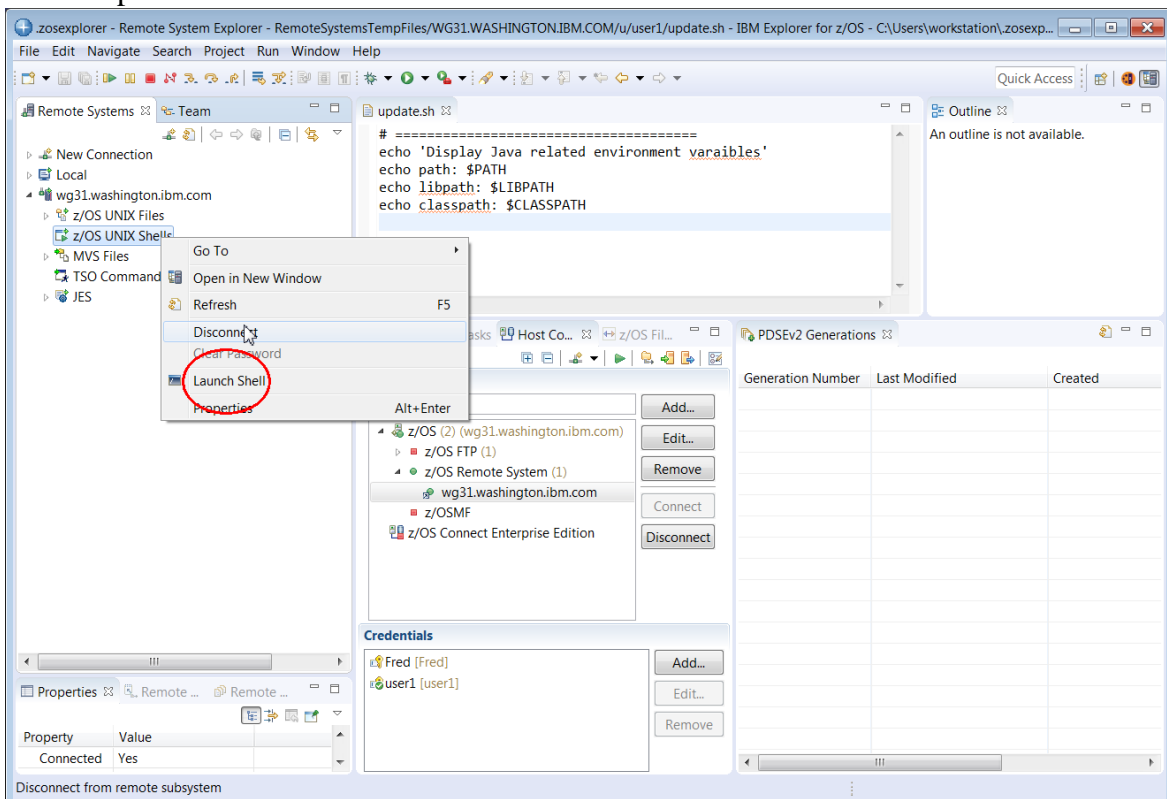 .zosexplorer - Remote System Explorer - RemoteSystemsTempFiles/WG31.WASHINGTON.IBM.COM/u/user1/update.sh - IBM Explorer for z/OS - C:\Users\workstation\.zosexp...
File Edit Navigate Search Project Run Window Help
Quick Access
Remote Systems Team
New Connection
Local
wg31.washington.ibm.com
z/OS UNIX Files
z/OS UNIX Shells
MVS Files
TSO Command
JES
Go To
Open in New Window
Refresh F5
Disconnect
Clear Password
Launch Shell
Properties Alt+Enter
update.sh
# ======================================
echo 'Display Java related environment varaibles'
echo path: $PATH
echo libpath: $LIBPATH
echo classpath: $CLASSPATH
Outline
An outline is not available.
asks Host Co... z/OS Fil...
Add...
z/OS (2) (wg31.washington.ibm.com)
Edit...
z/OS FTP (1)
z/OS Remote System (1)
Remove
wg31.washington.ibm.com
Connect
z/OSMF
z/OS Connect Enterprise Edition
Disconnect
Credentials
Fred [Fred]
Add...
user1 [user1]
Edit...
Remove
PDSEv2 Generations
Generation Number Last Modified Created
Properties Remote ... Remote ...
Property Value
Connected Yes
Disconnect from remote subsystem